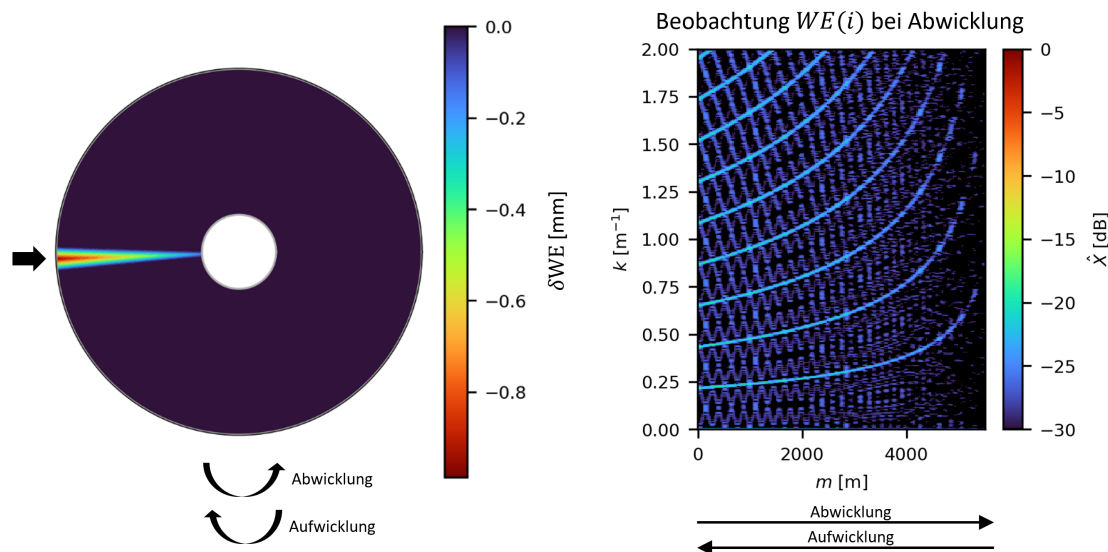 Beobachtung WE(i) bei Abwicklung
0.0
−0.2
−0.4
−0.6
−0.8
δWE [mm]
Abwicklung
Aufwicklung
2.00
1.75
1.50
1.25
1.00
0.75
0.50
0.25
0.00
k [m⁻¹]
0
2000
4000
m [m]
0
−5
−10
−15
−20
−25
−30
X̂ [dB]
Abwicklung
Aufwicklung